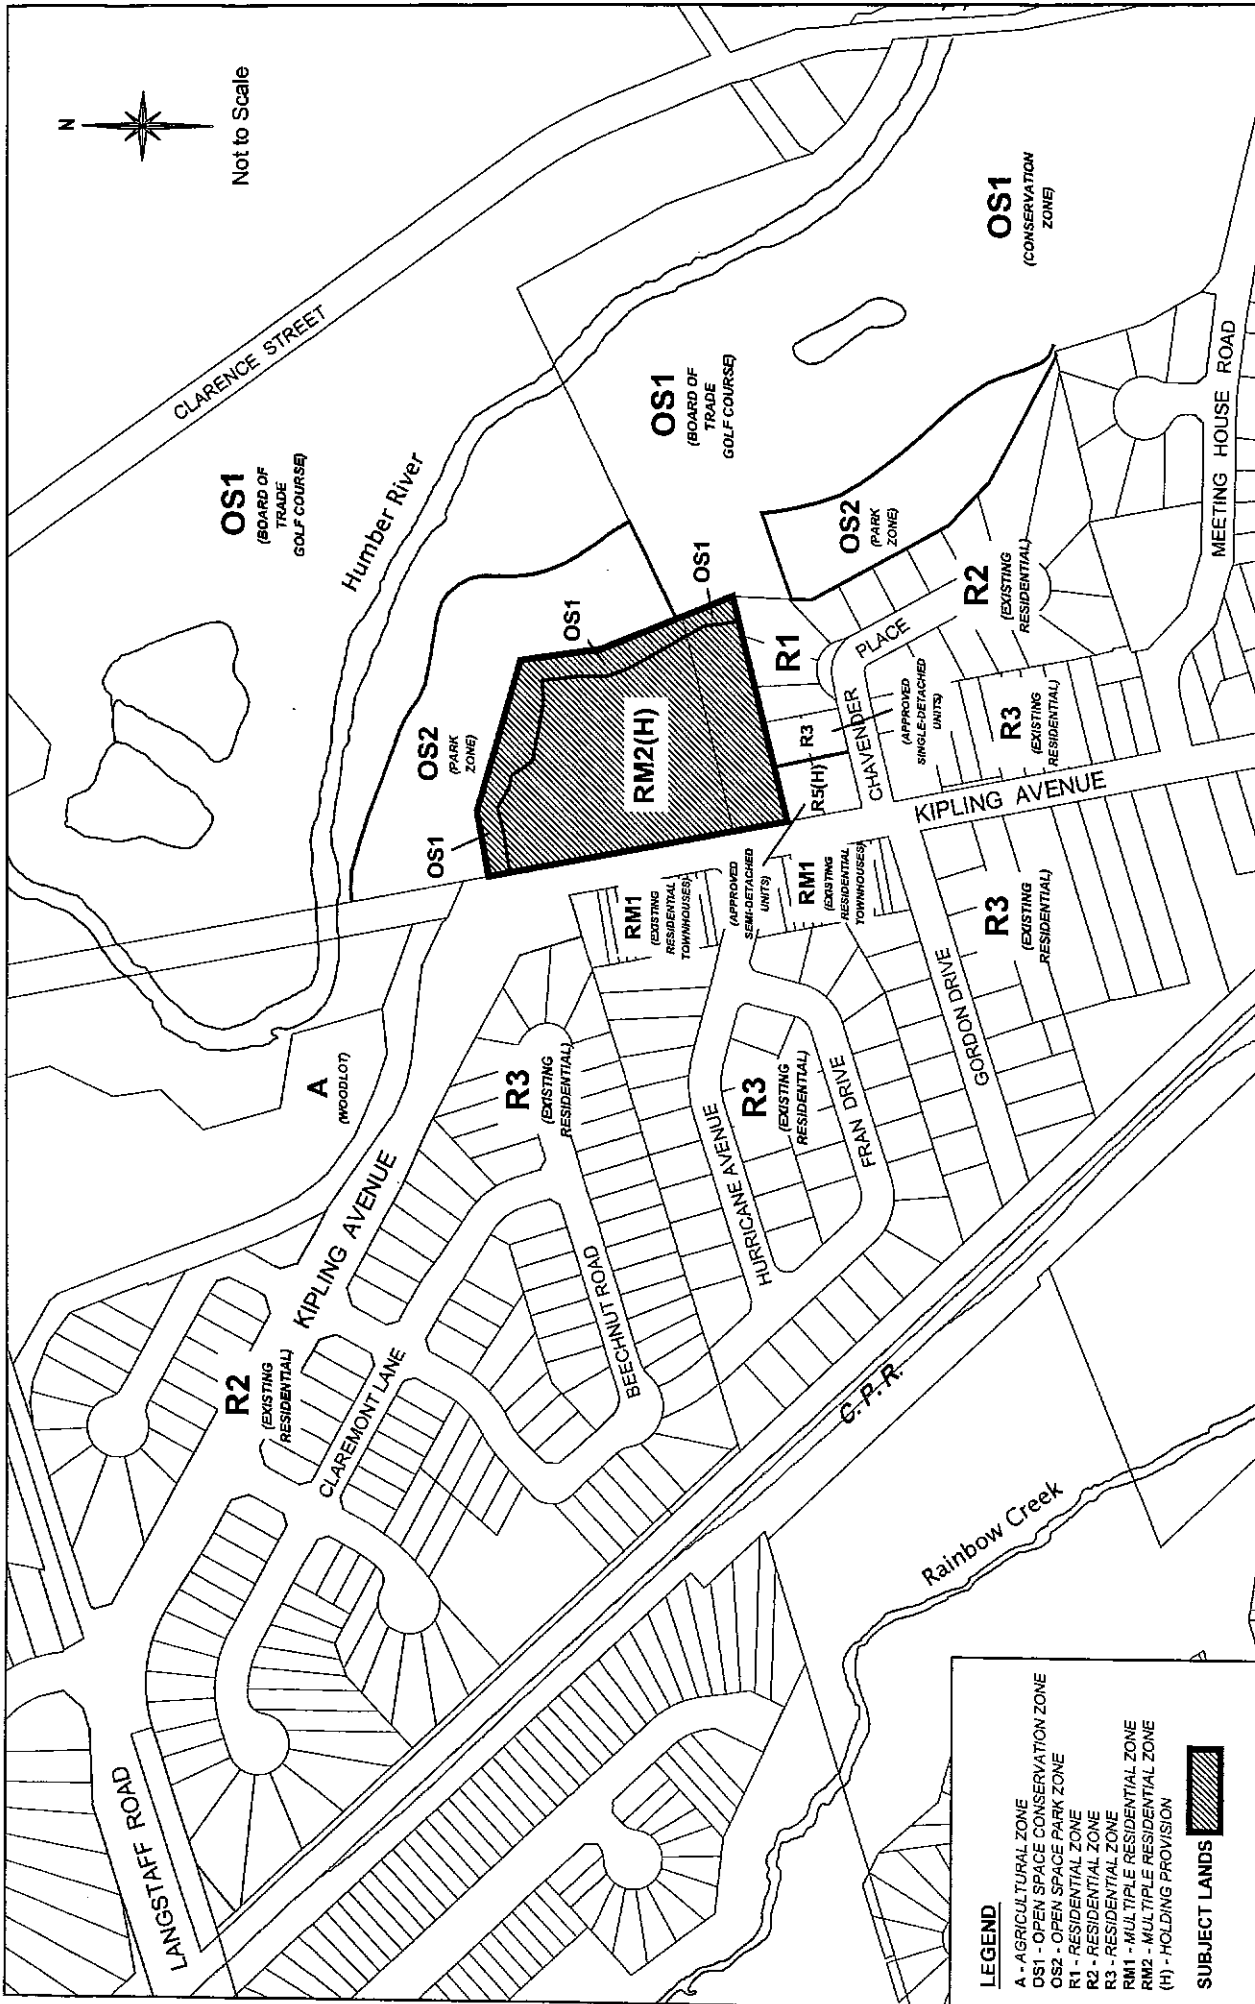 N
Not to Scale
CLARENCE STREET
OS1
(BOARD OF
TRADE
GOLF COURSE)
Humber River
OS1
(BOARD OF
TRADE
GOLF COURSE)
OS1
(CONSERVATION
ZONE)
OS2
(PARK
ZONE)
OS1
OS1
OS1
OS2
(PARK
ZONE)
RM2(H)
R1
R3
R5(H)
CHAVENDER
PLACE
(APPROVED
SINGLE-DETACHED
UNITS)
R2
(EXISTING
RESIDENTIAL)
R3
(EXISTING
RESIDENTIAL)
MEETING HOUSE ROAD
KIPLING AVENUE
RM1
(EXISTING
RESIDENTIAL
TOWNHOUSES)
(APPROVED
SEMI-DETACHED
UNITS)
RM1
(EXISTING
RESIDENTIAL
TOWNHOUSES)
R3
(EXISTING
RESIDENTIAL)
GORDON DRIVE
A
(WOODLOT)
KIPLING AVENUE
R3
(EXISTING
RESIDENTIAL)
R3
(EXISTING
RESIDENTIAL)
HURRICANE AVENUE
FRAN DRIVE
BEECHNUT ROAD
R2
(EXISTING
RESIDENTIAL)
CLAREMONT LANE
C.P.R.
Rainbow Creek
LANGSTAFF ROAD
LEGEND
A - AGRICULTURAL ZONE
OS1 - OPEN SPACE CONSERVATION ZONE
OS2 - OPEN SPACE PARK ZONE
R1 - RESIDENTIAL ZONE
R2 - RESIDENTIAL ZONE
R3 - RESIDENTIAL ZONE
RM1 - MULTIPLE RESIDENTIAL ZONE
RM2 - MULTIPLE RESIDENTIAL ZONE
(H) - HOLDING PROVISION
SUBJECT LANDS